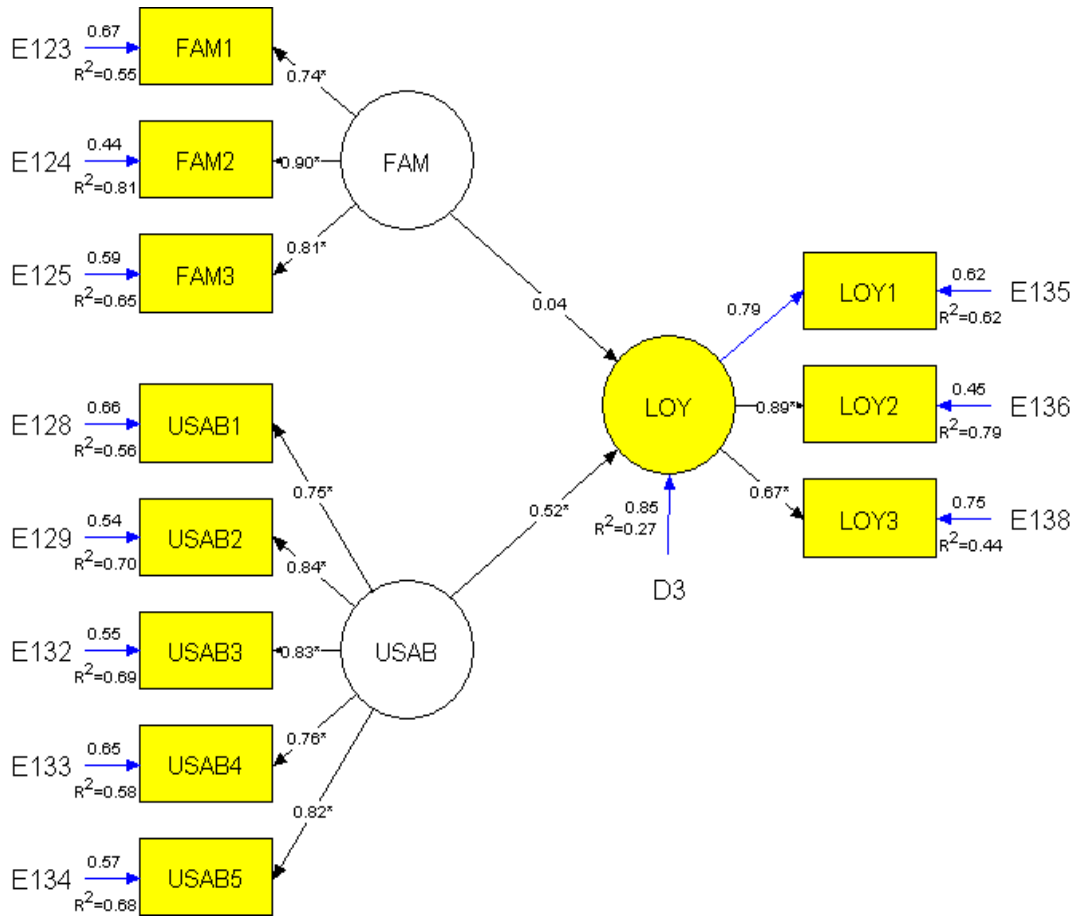 0.67
E123
FAM1
R²=0.55
0.74*
0.44
E124
FAM2
0.90*
FAM
R²=0.81
0.81*
0.59
E125
FAM3
R²=0.65
0.04
0.79
LOY1
0.62
E135
R²=0.62
0.66
E128
USAB1
R²=0.56
LOY
0.89*
LOY2
0.45
E136
R²=0.79
0.75*
0.52*
0.85
R²=0.27
D3
0.67*
LOY3
0.75
E138
R²=0.44
0.54
E129
USAB2
R²=0.70
0.84*
0.55
E132
USAB3
0.83*
USAB
R²=0.69
0.76*
0.65
E133
USAB4
R²=0.58
0.82*
0.57
E134
USAB5
R²=0.68